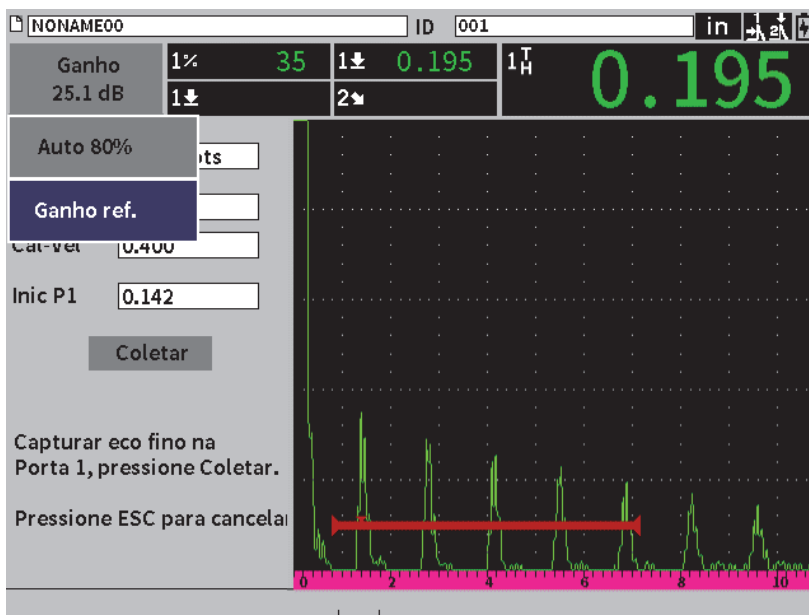 NONAME00 ID 001 in
Ganho
25.1 dB
1% 35
1 0.195
1 T H 0.195
1
2
Auto 80%
Ganho ref.
Cal-Vel 0.400
Inic P1 0.142
Coletar
Capturar eco fino na
Porta 1, pressione Coletar.
Pressione ESC para cancela
0 2 4 6 8 10